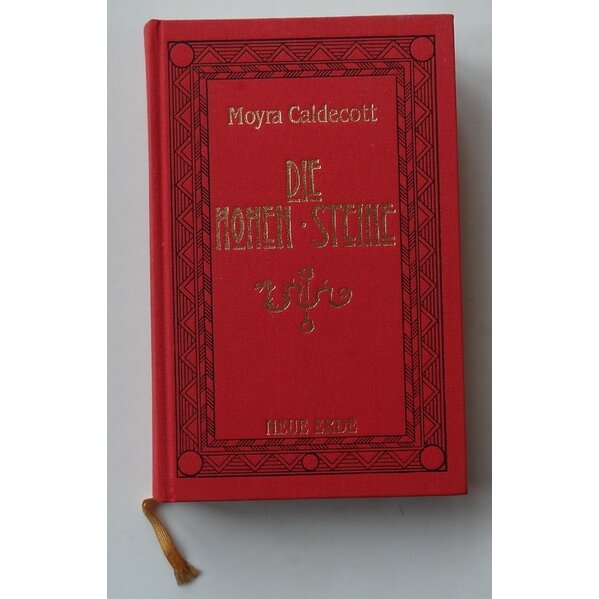 Moyra Caldecott
DIE
HOHEN · STEINE
NEUE ERDE